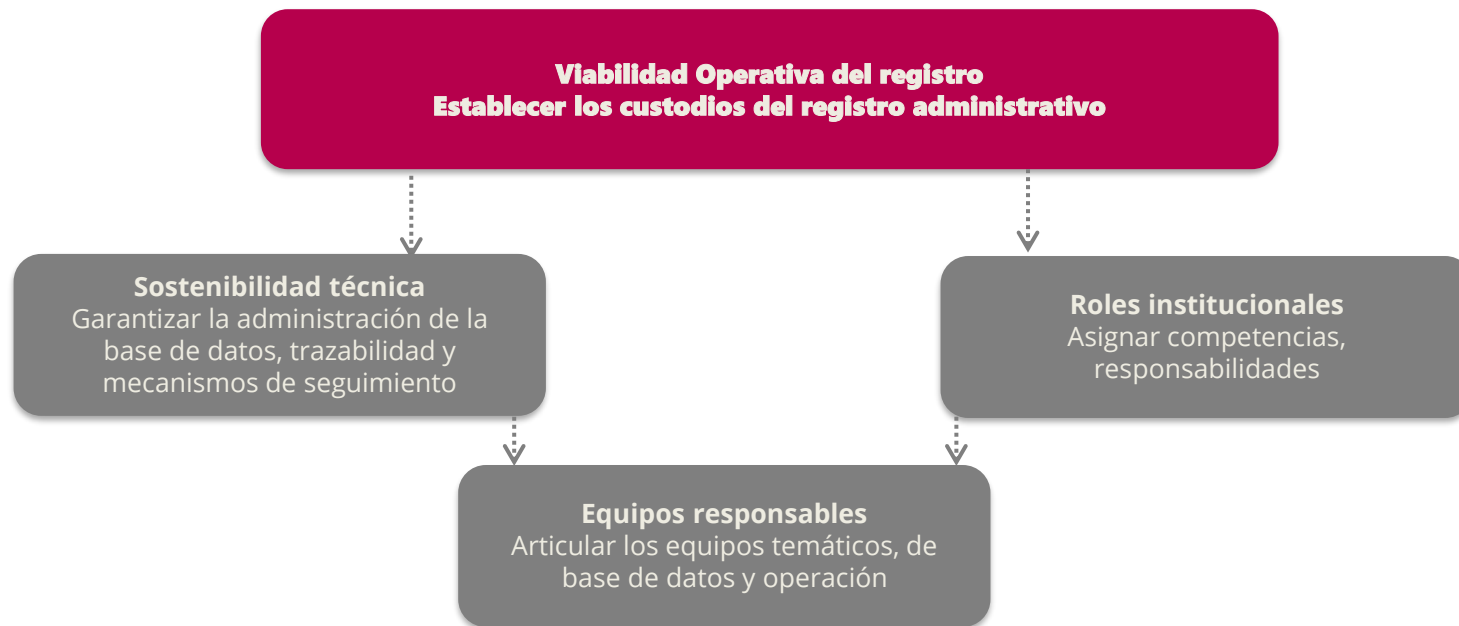 Viabilidad Operativa del registro
Establecer los custodios del registro administrativo
Sostenibilidad técnica
Garantizar la administración de la
base de datos, trazabilidad y
mecanismos de seguimiento
Roles institucionales
Asignar competencias,
responsabilidades
Equipos responsables
Articular los equipos temáticos, de
base de datos y operación